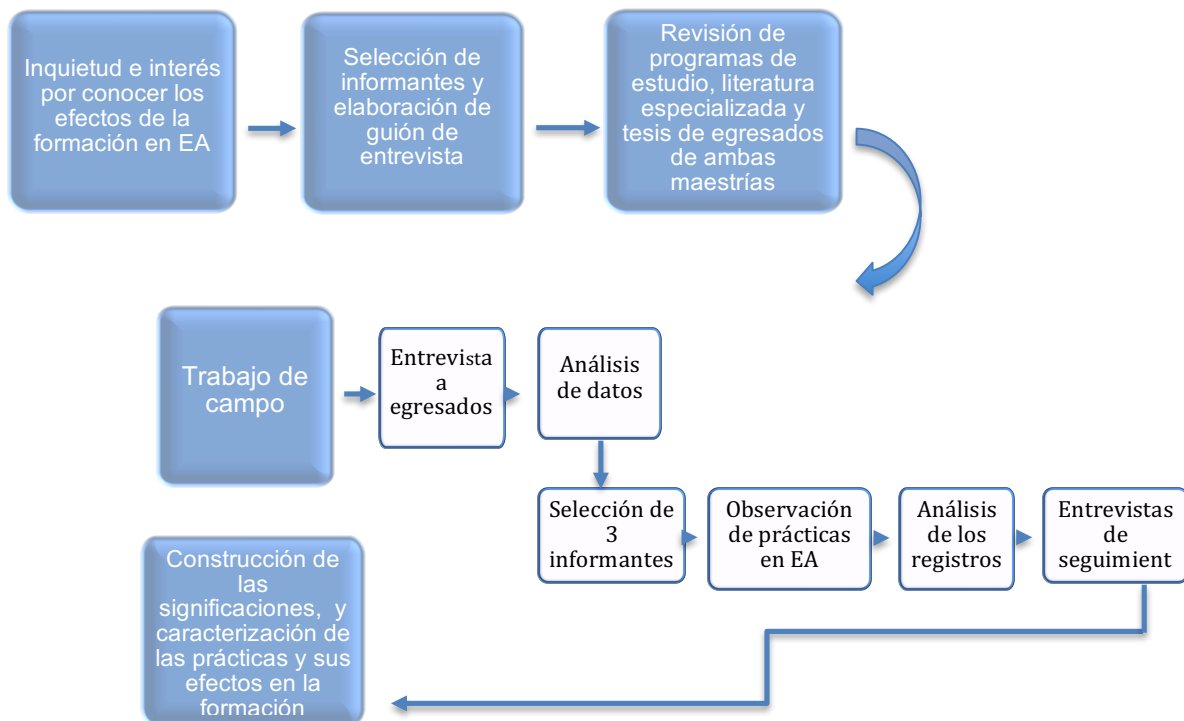 Inquietud e interés
por conocer los
efectos de la
formación en EA
Selección de
informantes y
elaboración de
guión de
entrevista
Revisión de
programas de
estudio, literatura
especializada y
tesis de egresados
de ambas
maestrías
Trabajo de
campo
Entrevista
a
egresados
Análisis
de datos
Selección de
3
informantes
Observación
de prácticas
en EA
Análisis
de los
registros
Entrevistas
de
seguimient
Construcción de
las
significaciones, y
caracterización de
las prácticas y sus
efectos en la
formación